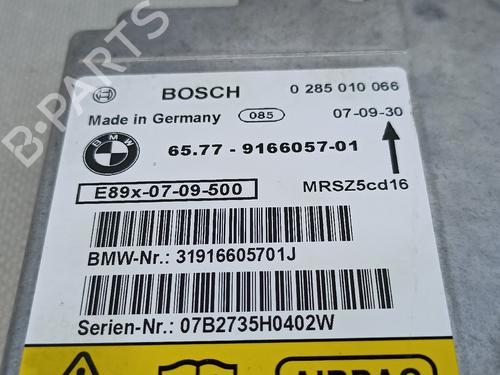 B-PARTS
BOSCH 0 285 010 066
Made in Germany 085 07-09-30
BMW
65.77 - 9166057-01
E89x-07-09-500 MRSZ5cd16
BMW-Nr.: 31916605701J
Serien-Nr.: 07B2735H0402W
AIRBAG